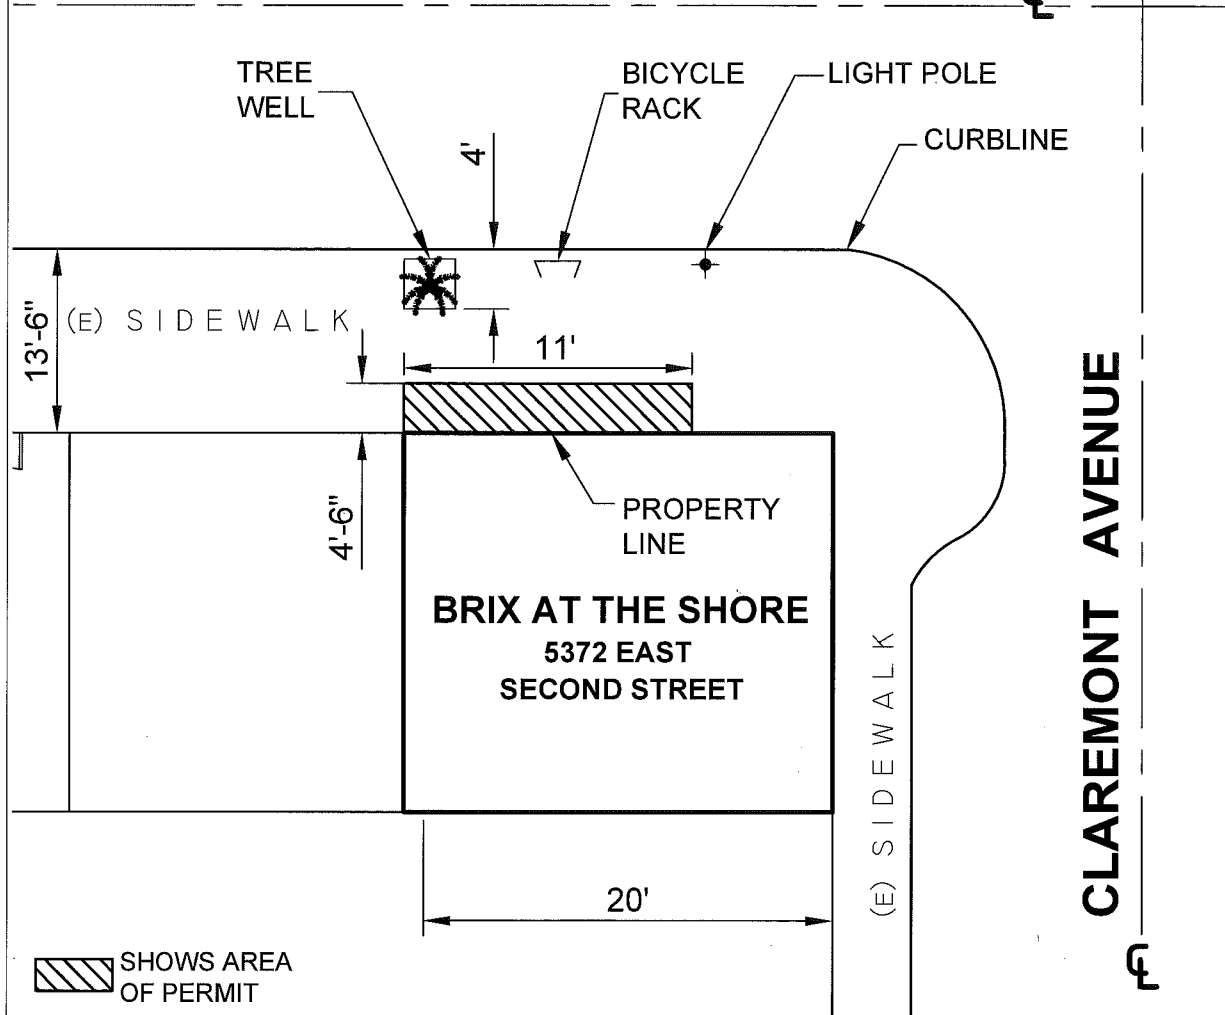 ℄
TREE
WELL
BICYCLE
RACK
LIGHT POLE
CURBLINE
4'
13'-6"
(E) SIDEWALK
11'
4'-6"
PROPERTY
LINE
BRIX AT THE SHORE
5372 EAST
SECOND STREET
(E) SIDEWALK
CLAREMONT AVENUE
20'
℄
SHOWS AREA
OF PERMIT